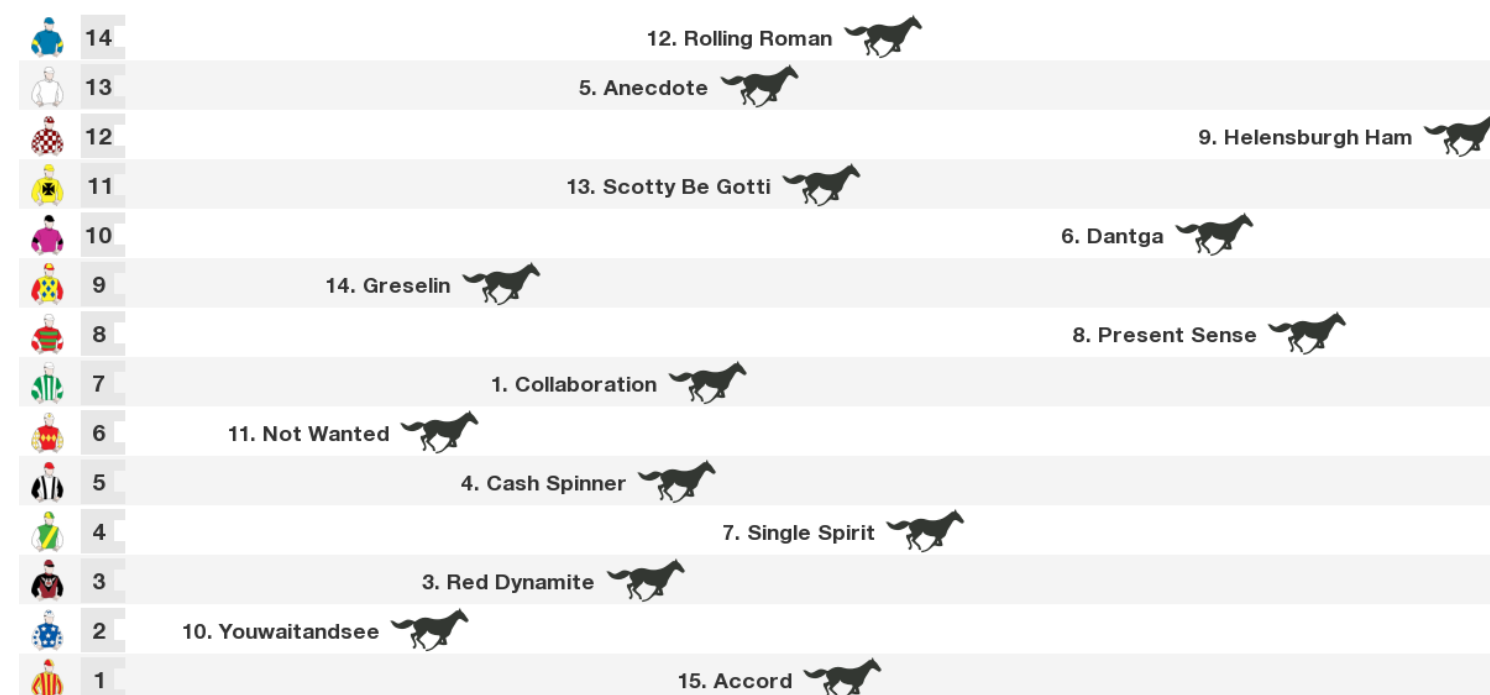 14 12. Rolling Roman
13 5. Anecdote
12 9. Helensburgh Ham
11 13. Scotty Be Gotti
10 6. Dantga
9 14. Greselin
8 8. Present Sense
7 1. Collaboration
6 11. Not Wanted
5 4. Cash Spinner
4 7. Single Spirit
3 3. Red Dynamite
2 10. Youwaitandsee
1 15. Accord